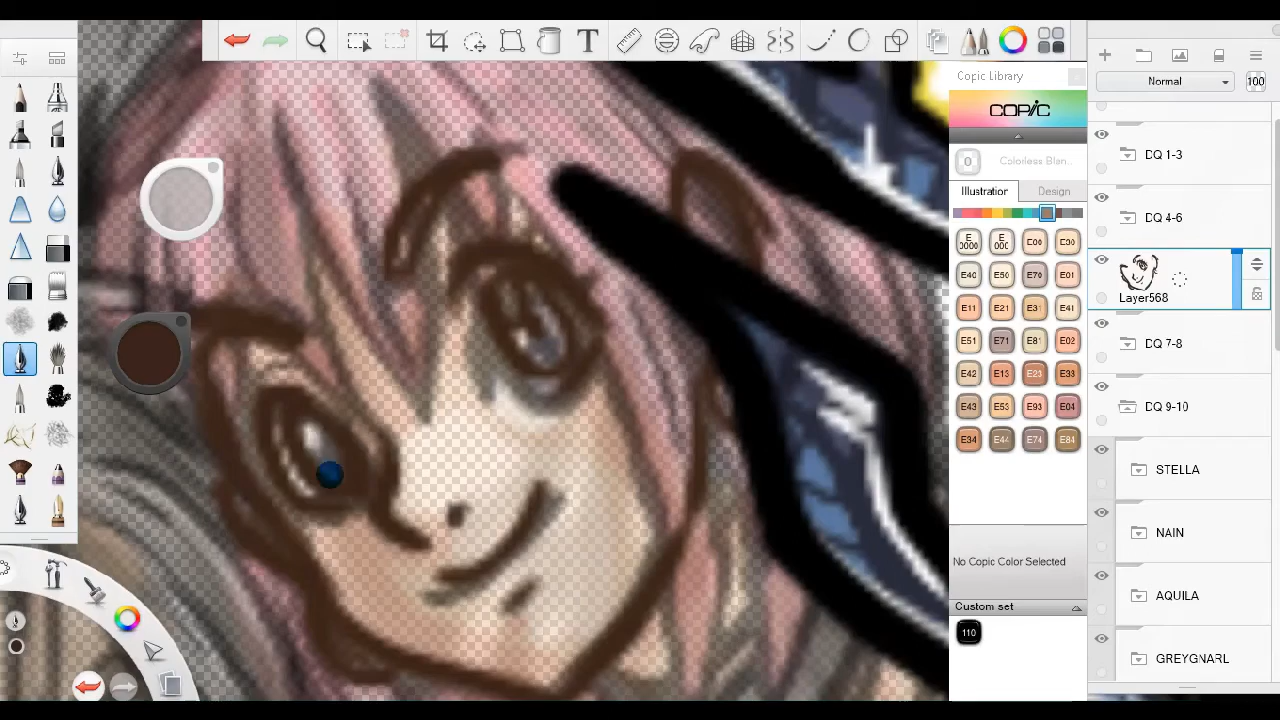 T
Normal
100
Copic Library
COPIC
0
Colorless Blen...
Illustration
Design
E 0000
E 000
E00
E30
E40
E50
E70
E01
E11
E21
E31
E41
E51
E71
E81
E02
E42
E13
E23
E33
E43
E53
E93
E04
E34
E44
E74
E84
No Copic Color Selected
Custom set
110
DQ 1-3
DQ 4-6
Layer568
DQ 7-8
DQ 9-10
STELLA
NAIN
AQUILA
GREYGNARL